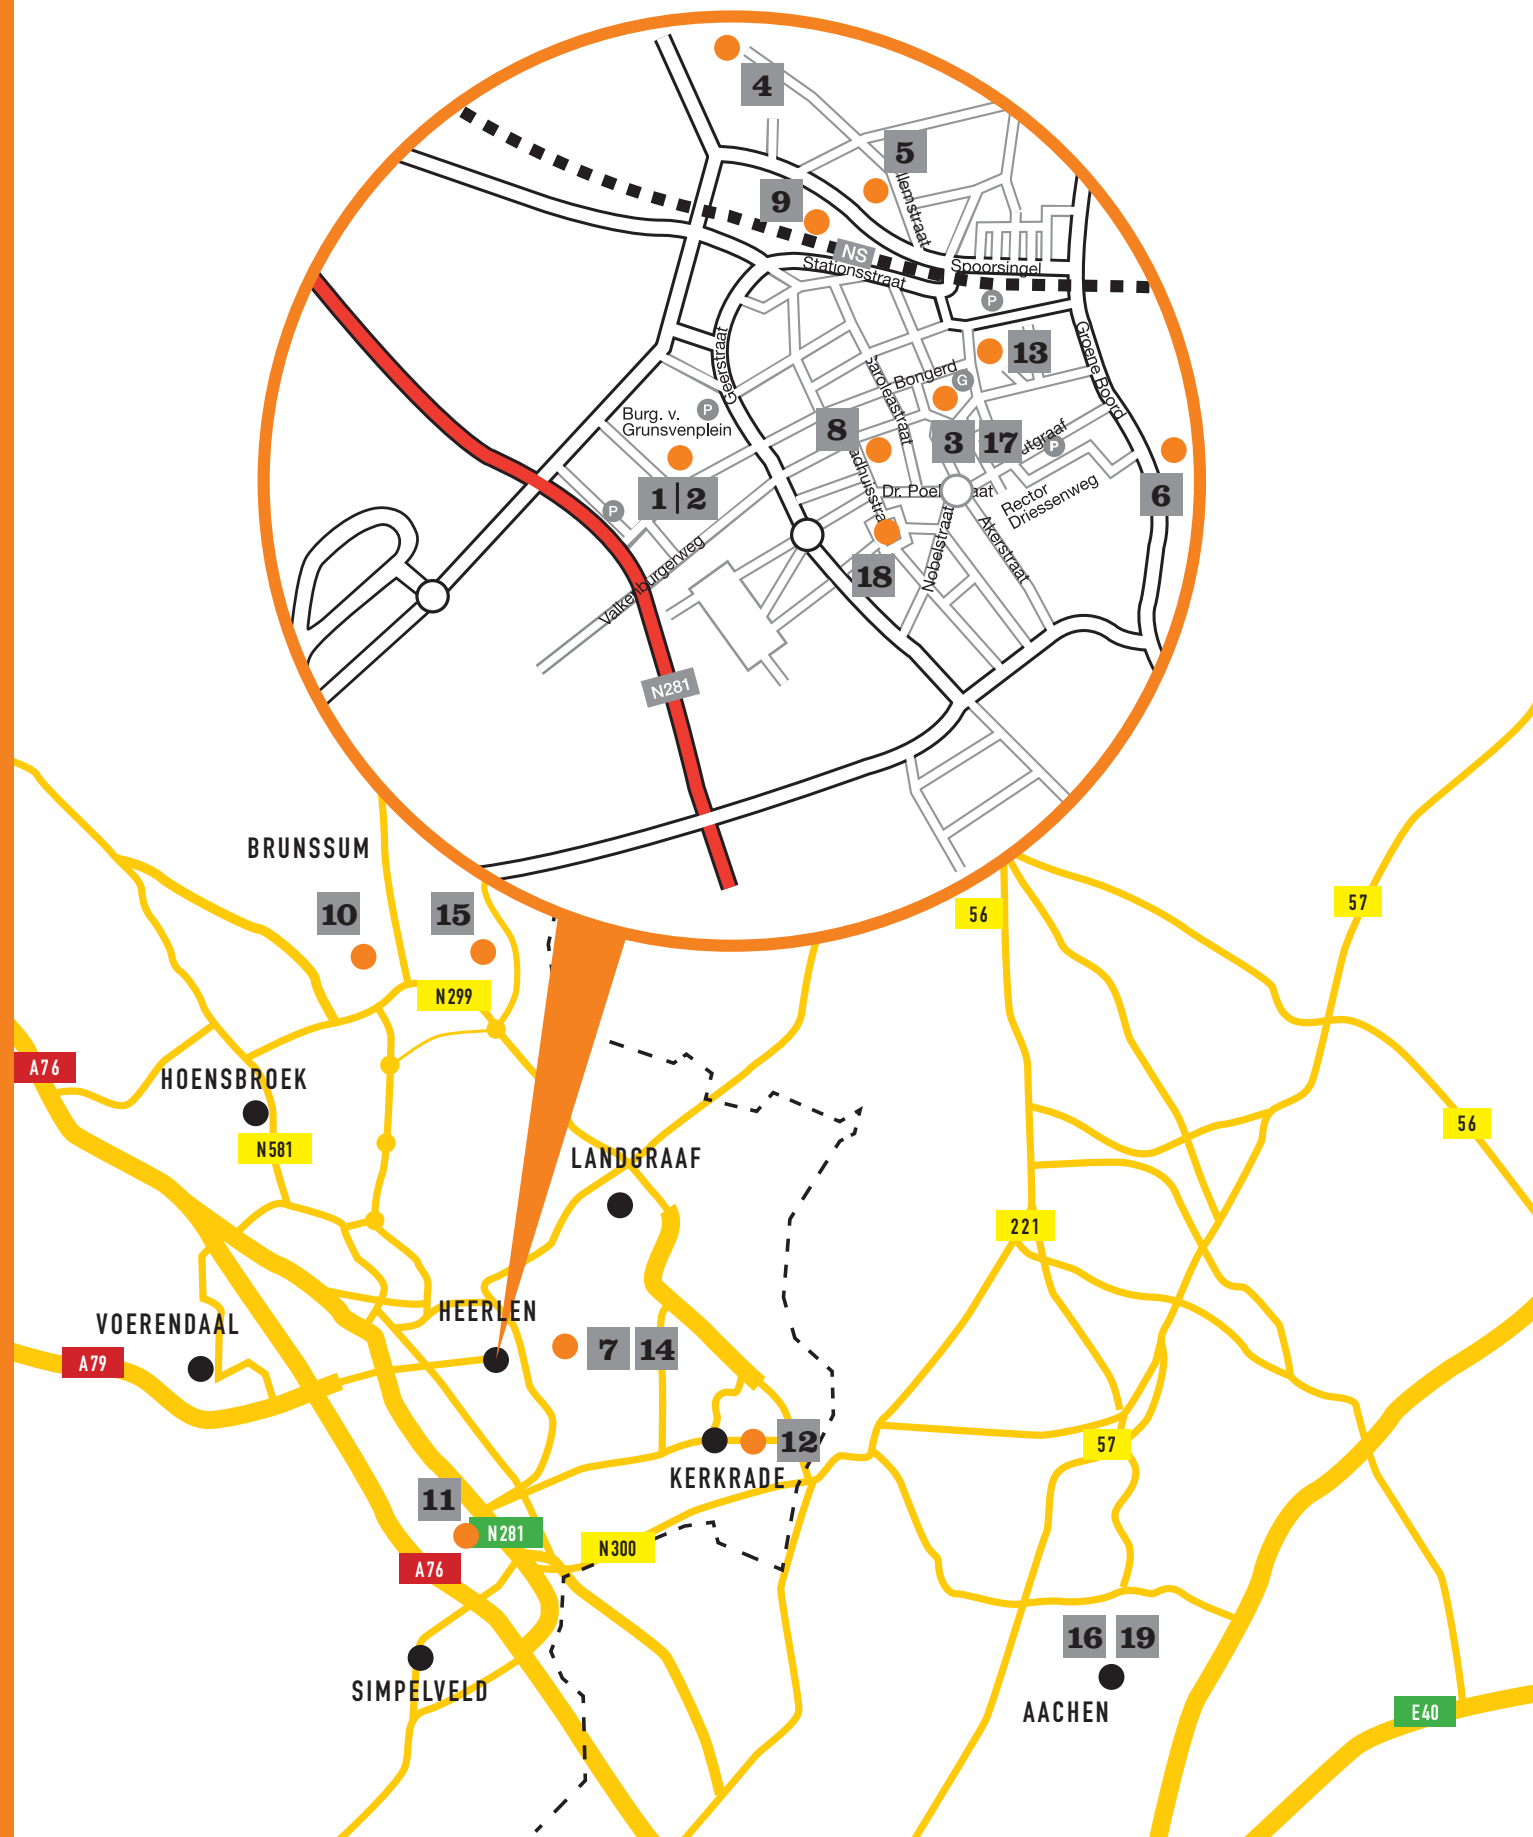 4
5
9
NS
Stationsstraat
Spoorsingel
P
13
Groene Boord
Geerstraat
Bongerd
G
Saroleastraat
Burg. v.
Grunsvenplein
P
8
3
17
P
1|2
P
6
Dr. Poel
aat
Rector
Driessenweg
Nobelstraat
Akerstraat
18
Valkenburgerweg
N281
BRUNSSUM
10
15
56
57
N299
A76
HOENSBROEK
N581
LANDGRAAF
56
221
HEERLEN
VOERENDAAL
A79
7
14
12
KERKRADE
57
11
N281
N300
A76
16
19
SIMPELVELD
AACHEN
E40